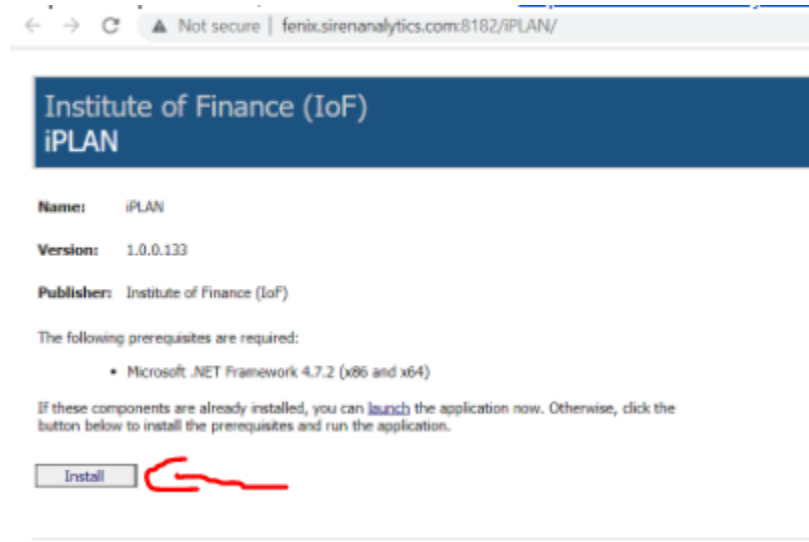 Not secure | fenix.sirenanalytics.com:8182/iPLAN/
Institute of Finance (IoF)
iPLAN
Name: iPLAN
Version: 1.0.0.133
Publisher: Institute of Finance (IoF)
The following prerequisites are required:
• Microsoft .NET Framework 4.7.2 (x86 and x64)
If these components are already installed, you can launch the application now. Otherwise, click the
button below to install the prerequisites and run the application.
Install